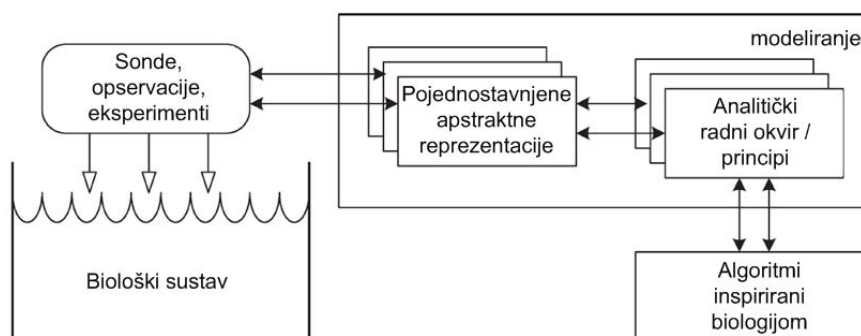 modeliranje
Sonde,
opservacije,
eksperimenti
Pojednostavnjene
apstraktne
reprezentacije
Analitički
radni okvir /
principi
Biološki sustav
Algoritmi
inspirirani
biologijom